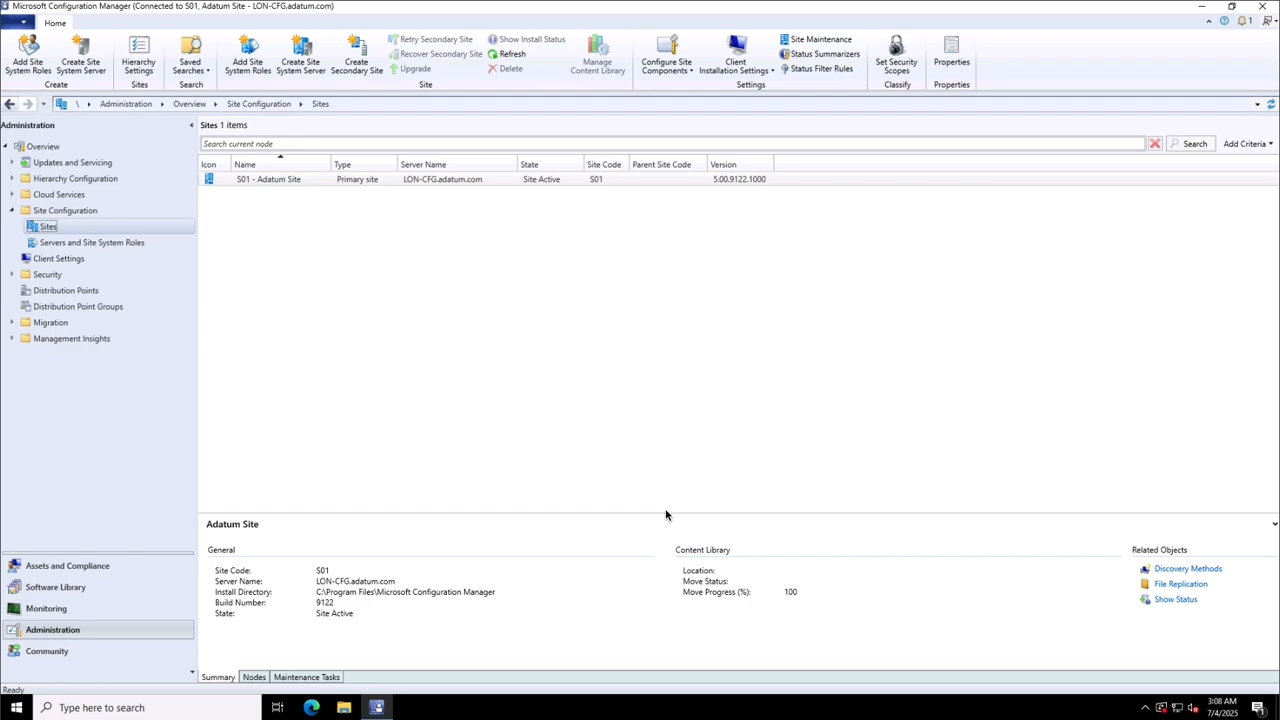 Microsoft Configuration Manager (Connected to S01, Adatum Site - LON-CFG.adatum.com)
Home
1
Add Site System Roles
Create Site System Server
Create
Hierarchy Settings
Sites
Saved Searches
Search
Add Site System Roles
Create Site System Server
Create Secondary Site
Retry Secondary Site
Recover Secondary Site
Upgrade
Show Install Status
Refresh
Delete
Manage Content Library
Site
Configure Site Components
Client Installation Settings
Site Maintenance
Status Summarizers
Status Filter Rules
Settings
Set Security Scopes
Classify
Properties
Properties
\ Administration Overview Site Configuration Sites
Administration
Overview
Updates and Servicing
Hierarchy Configuration
Cloud Services
Site Configuration
Sites
Servers and Site System Roles
Client Settings
Security
Distribution Points
Distribution Point Groups
Migration
Management Insights
Assets and Compliance
Software Library
Monitoring
Administration
Community
Sites 1 items
Search current node
Search
Add Criteria
Icon Name Type Server Name State Site Code Parent Site Code Version
S01 - Adatum Site Primary site LON-CFG.adatum.com Site Active S01 5.00.9122.1000
Adatum Site
General
Site Code: S01
Server Name: LON-CFG.adatum.com
Install Directory: C:\Program Files\Microsoft Configuration Manager
Build Number: 9122
State: Site Active
Content Library
Location:
Move Status:
Move Progress (%): 100
Related Objects
Discovery Methods
File Replication
Show Status
Summary Nodes Maintenance Tasks
Ready
Type here to search
3:08 AM
7/4/2025
1